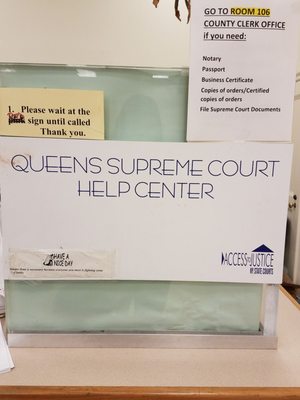 GO TO ROOM 106
COUNTY CLERK OFFICE
if you need:
Notary
Passport
Business Certificate
Copies of orders/Certified
copies of orders
File Supreme Court Documents
1. Please wait at the
sign until called
Thank you.
QUEENS SUPREME COURT
HELP CENTER
HAVE A
NICE DAY
ACCESS TO JUSTICE
NY STATE COURTS